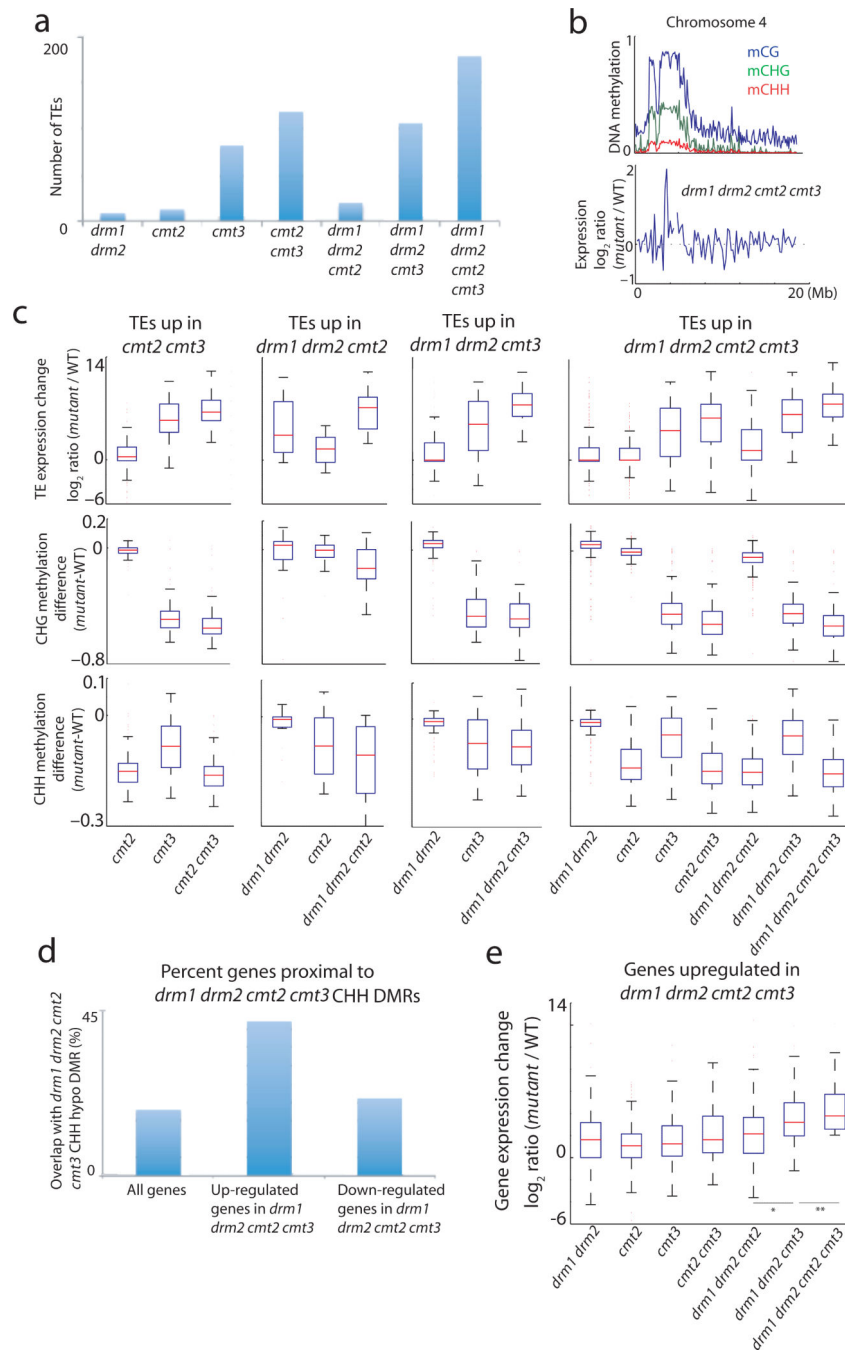 a
200
Number of TEs
0
drm1
drm2
cmt2
cmt3
cmt2
cmt3
drm1
drm2
cmt2
drm1
drm2
cmt3
drm1
drm2
cmt2
cmt3
b
Chromosome 4
1
mCG
mCHG
mCHH
DNA methylation
0
2
drm1 drm2 cmt2 cmt3
Expression
log2 ratio
(mutant / WT)
0
−1
0
20 (Mb)
c
TEs up in
cmt2 cmt3
TEs up in
drm1 drm2 cmt2
TEs up in
drm1 drm2 cmt3
TEs up in
drm1 drm2 cmt2 cmt3
14
TE expression change
log2 ratio (mutant / WT)
0
−6
0.2
0
CHG methylation
difference
(mutant-WT)
−0.8
0.1
0
CHH methylation
difference
(mutant-WT)
−0.3
cmt2
cmt3
cmt2 cmt3
drm1 drm2
cmt2
drm1 drm2 cmt2
drm1 drm2
cmt3
drm1 drm2 cmt3
drm1 drm2
cmt2
cmt3
cmt2 cmt3
drm1 drm2 cmt2
drm1 drm2 cmt3
drm1 drm2 cmt2 cmt3
d
Percent genes proximal to
drm1 drm2 cmt2 cmt3 CHH DMRs
45
Overlap with drm1 drm2 cmt2
cmt3 CHH hypo DMR (%)
0
All genes
Up-regulated
genes in drm1
drm2 cmt2 cmt3
Down-regulated
genes in drm1
drm2 cmt2 cmt3
e
Genes upregulated in
drm1 drm2 cmt2 cmt3
14
Gene expression change
log2 ratio (mutant / WT)
0
-6
*
**
drm1 drm2
cmt2
cmt3
cmt2 cmt3
drm1 drm2 cmt2
drm1 drm2 cmt3
drm1 drm2 cmt2 cmt3